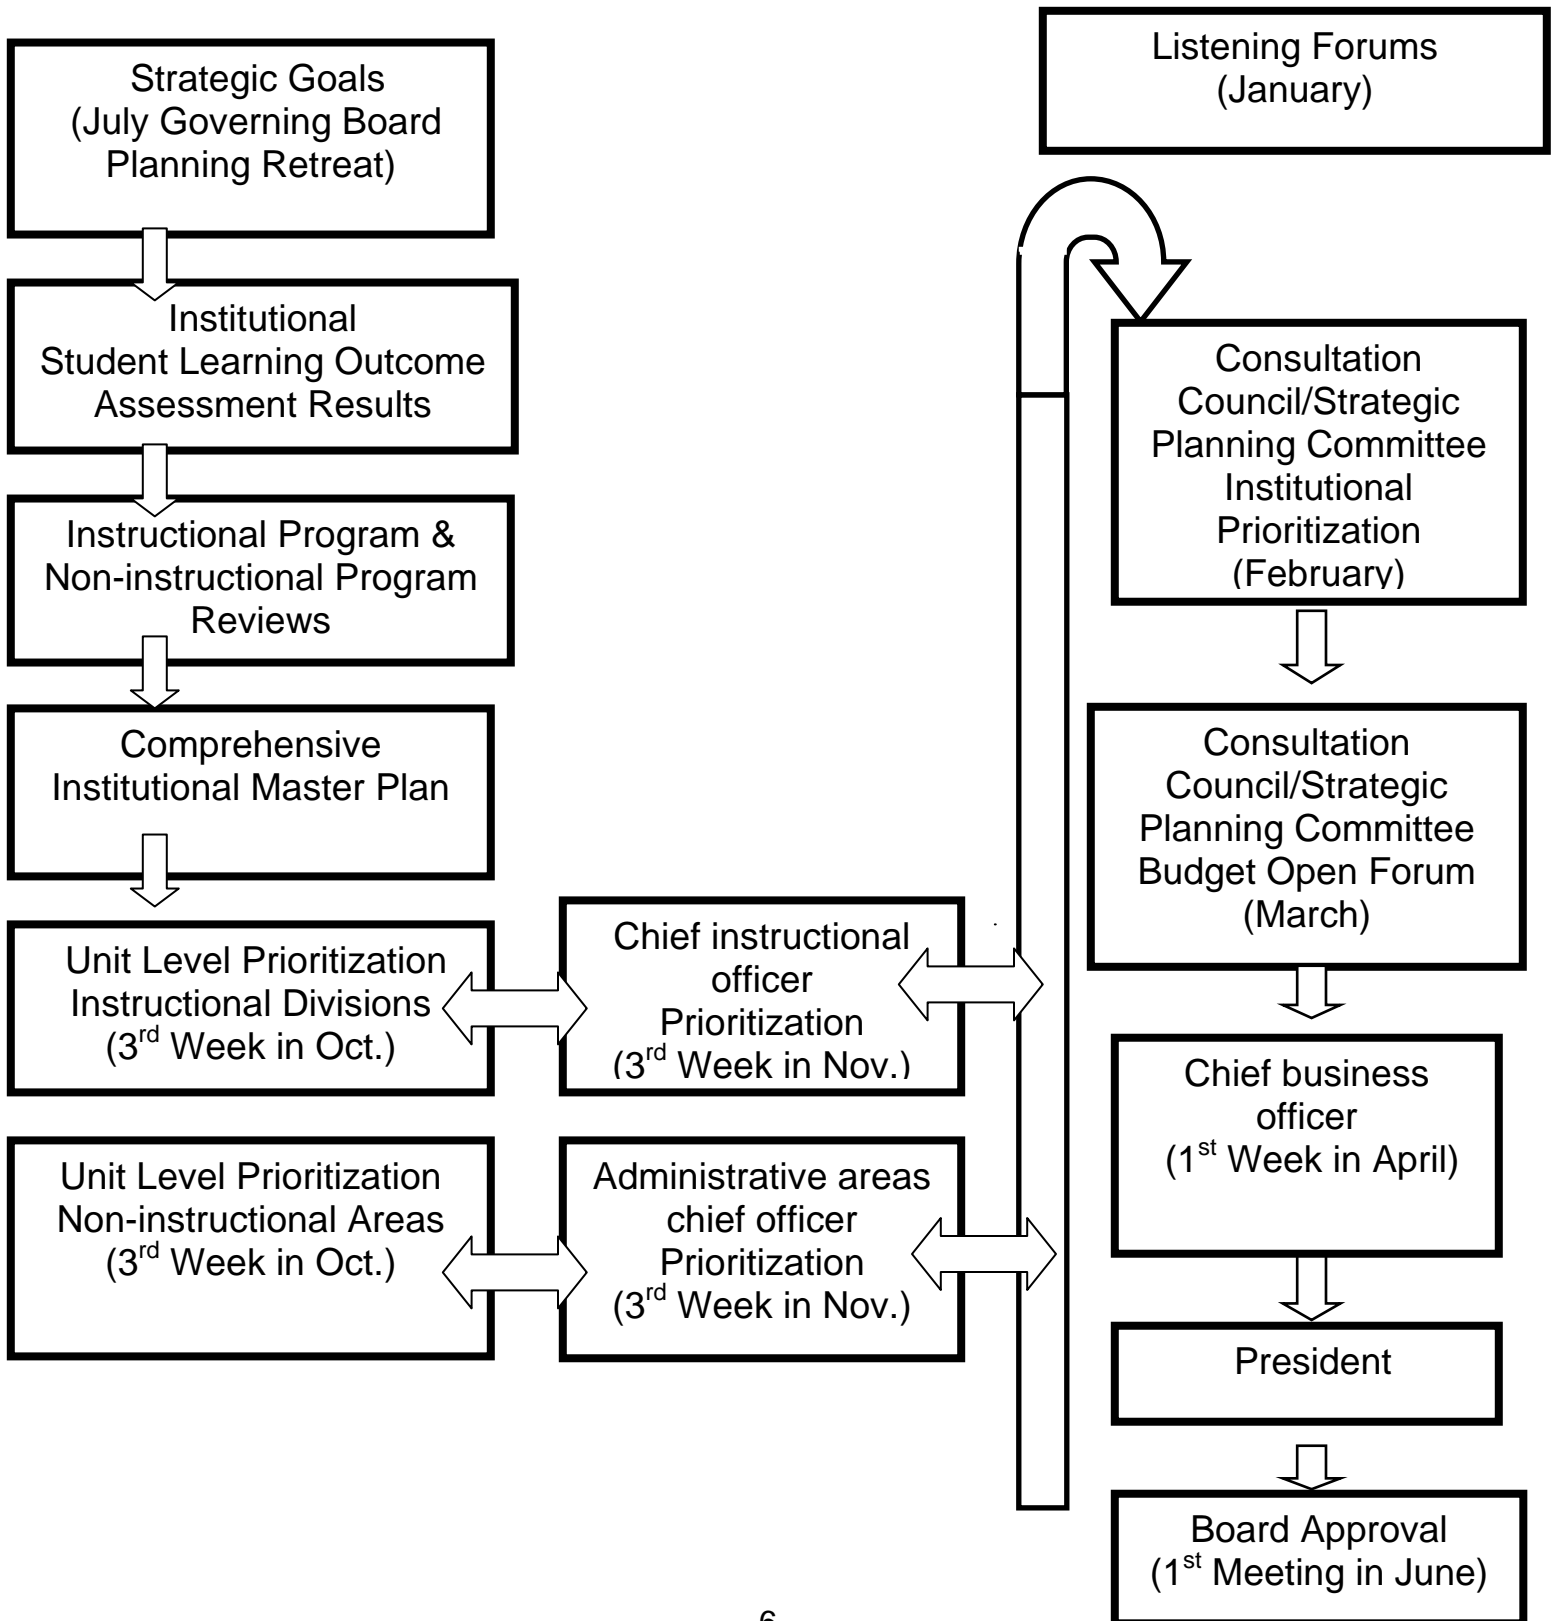 Strategic Goals
(July Governing Board
Planning Retreat)
Institutional
Student Learning Outcome
Assessment Results
Instructional Program &
Non-instructional Program
Reviews
Comprehensive
Institutional Master Plan
Unit Level Prioritization
Instructional Divisions
(3rd Week in Oct.)
Chief instructional
officer
Prioritization
(3rd Week in Nov.)
Unit Level Prioritization
Non-instructional Areas
(3rd Week in Oct.)
Administrative areas
chief officer
Prioritization
(3rd Week in Nov.)
Listening Forums
(January)
Consultation
Council/Strategic
Planning Committee
Institutional
Prioritization
(February)
Consultation
Council/Strategic
Planning Committee
Budget Open Forum
(March)
Chief business
officer
(1st Week in April)
President
Board Approval
(1st Meeting in June)
6